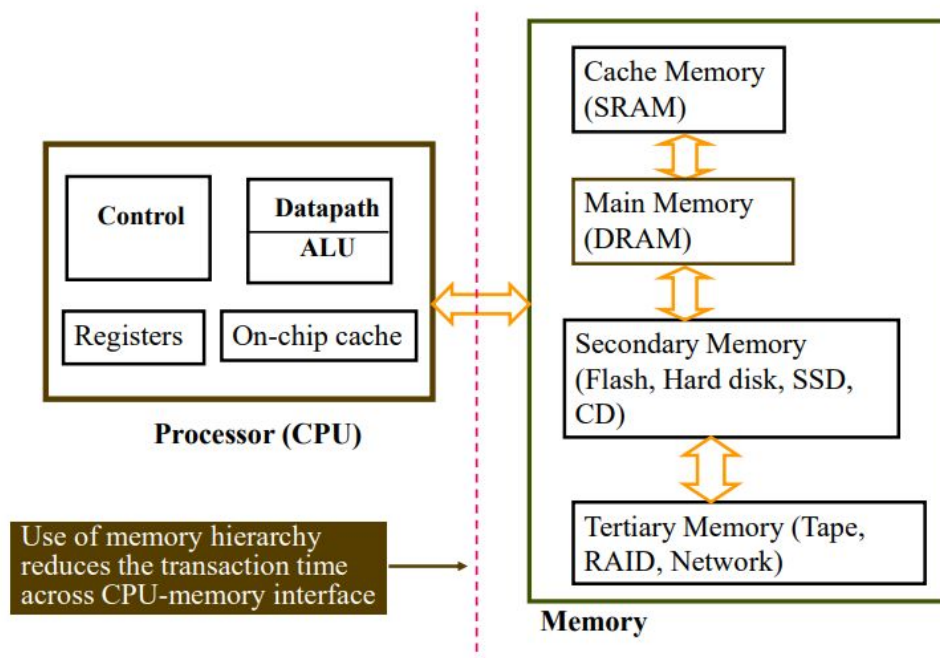 Control
Datapath
ALU
Registers
On-chip cache
Processor (CPU)
Use of memory hierarchy
reduces the transaction time
across CPU-memory interface
Cache Memory
(SRAM)
Main Memory
(DRAM)
Secondary Memory
(Flash, Hard disk, SSD,
CD)
Tertiary Memory (Tape,
RAID, Network)
Memory